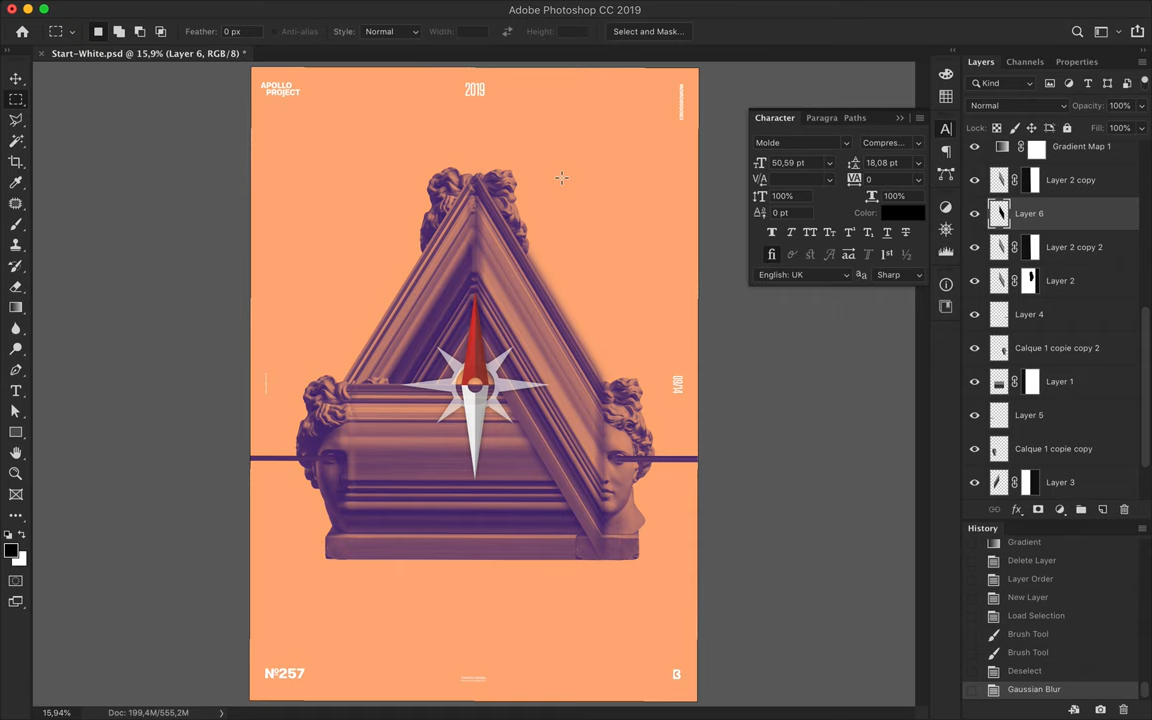 Adobe Photoshop CC 2019
Feather: 0 px
Anti-alias
Style: Normal
Width:
Height:
Select and Mask...
Start-White.psd @ 15,9% (Layer 6, RGB/8) *
APOLLO
PROJECT
2019
09/14
Nº257
B
Character
Paragra
Paths
Molde
Compres...
50,59 pt
18,08 pt
V/A
VA
0
100%
100%
0 pt
Color:
English: UK
aa
Sharp
Layers
Channels
Properties
Kind
Normal
Opacity: 100%
Lock:
Fill: 100%
Gradient Map 1
Layer 2 copy
Layer 6
Layer 2 copy 2
Layer 2
Layer 4
Calque 1 copie copy 2
Layer 1
Layer 5
Calque 1 copie copy
Layer 3
fx
History
Gradient
Delete Layer
Layer Order
New Layer
Load Selection
Brush Tool
Brush Tool
Deselect
Gaussian Blur
15,94%
Doc: 199,4M/555,2M